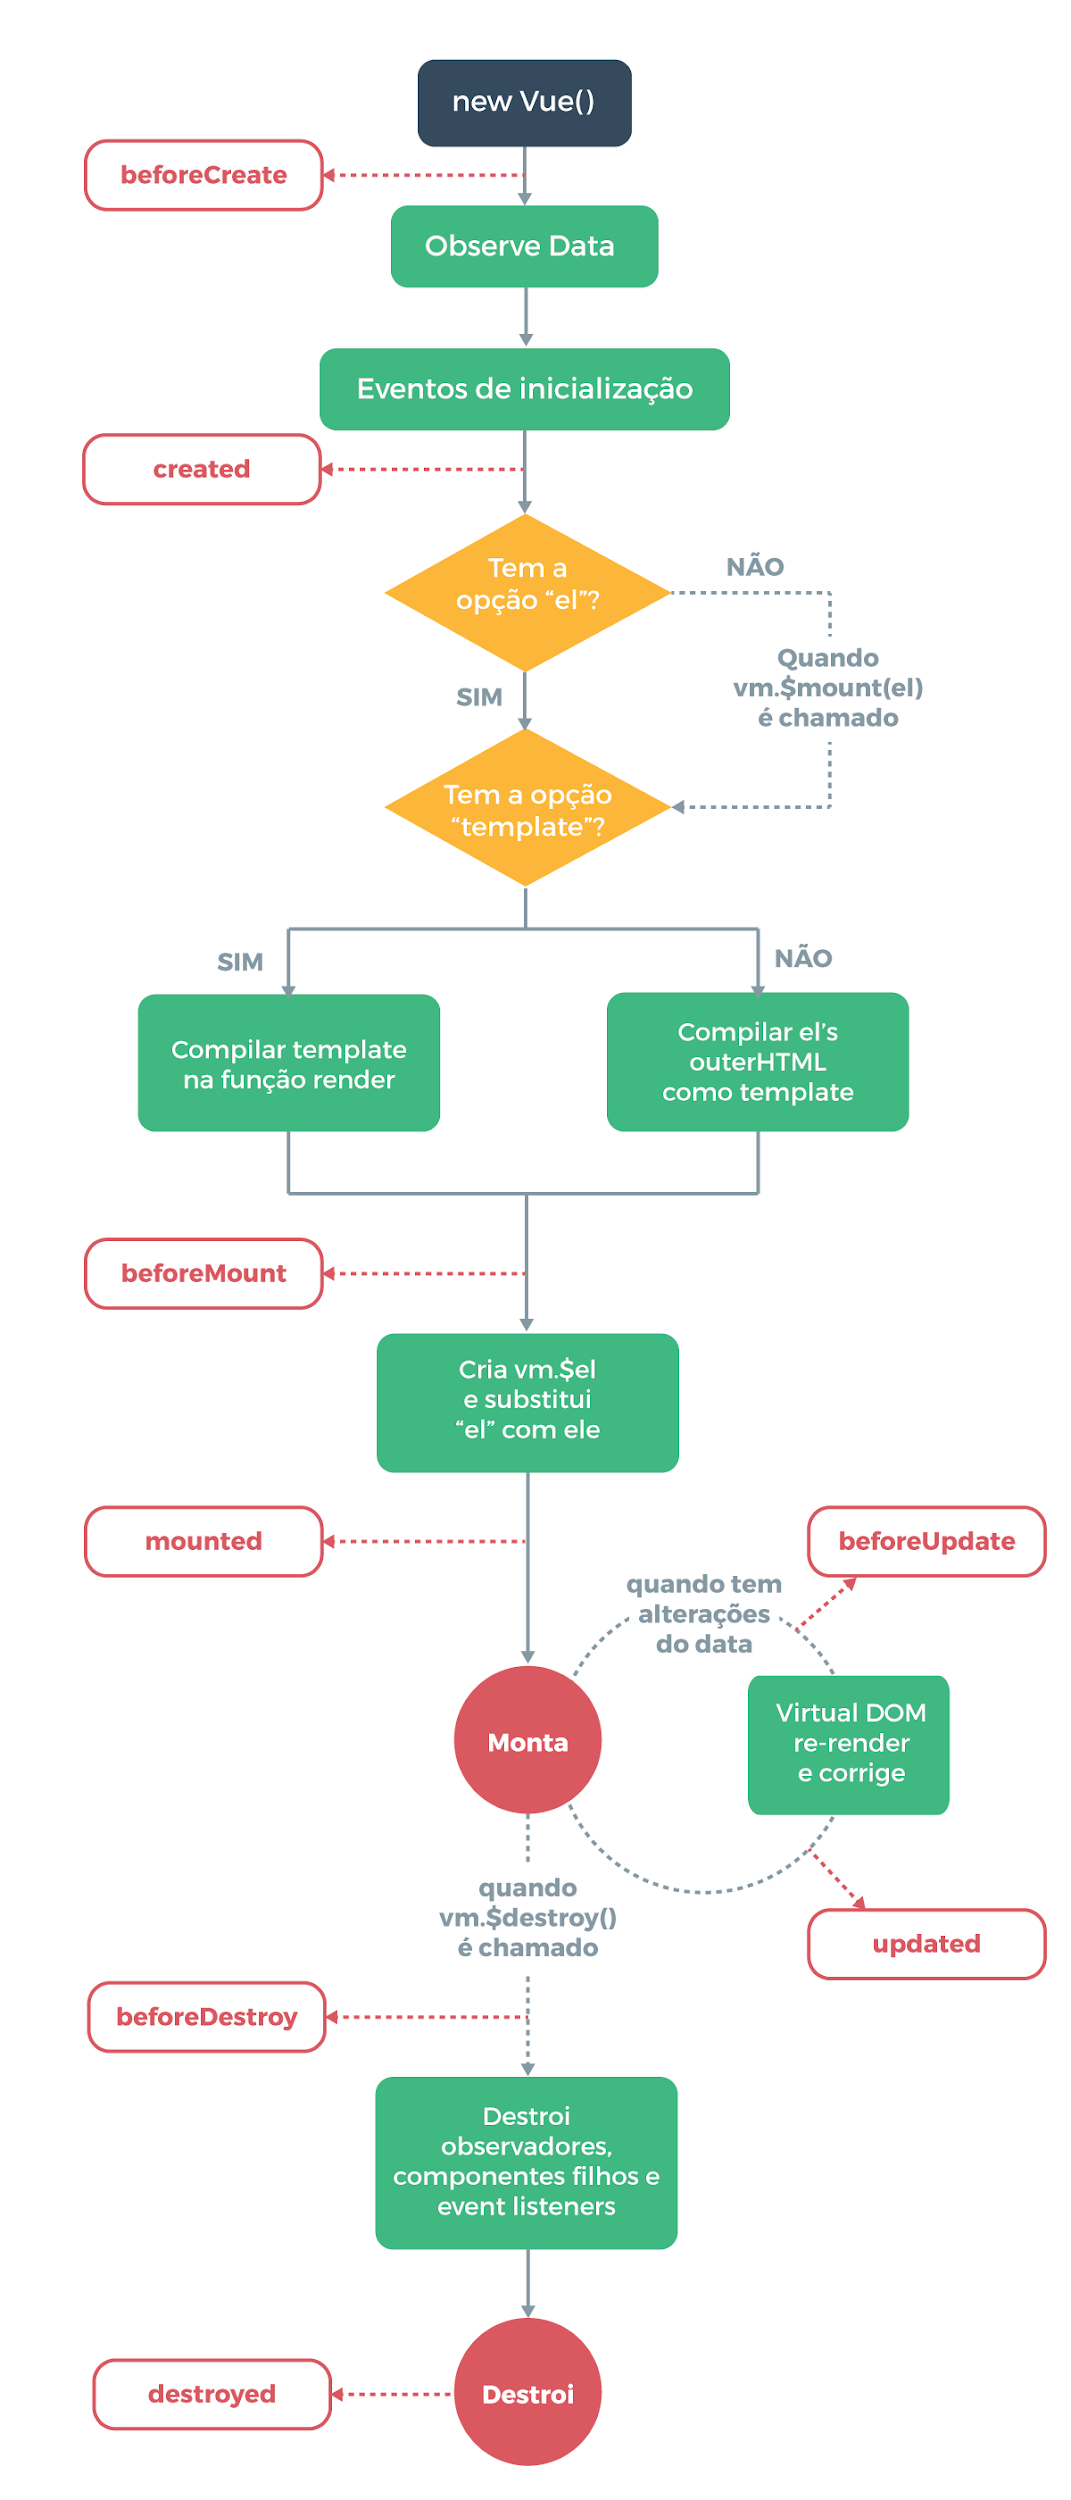 new Vue()
beforeCreate
Observe Data
Eventos de inicialização
created
Tem a
opção “el”?
NÃO
Quando
vm.$mount(el)
é chamado
SIM
Tem a opção
“template”?
SIM
NÃO
Compilar template
na função render
Compilar el’s
outerHTML
como template
beforeMount
Cria vm.$el
e substitui
“el” com ele
mounted
beforeUpdate
quando tem
alterações
do data
Monta
Virtual DOM
re-render
e corrige
quando
vm.$destroy()
é chamado
updated
beforeDestroy
Destroi
observadores,
componentes filhos e
event listeners
destroyed
Destroi